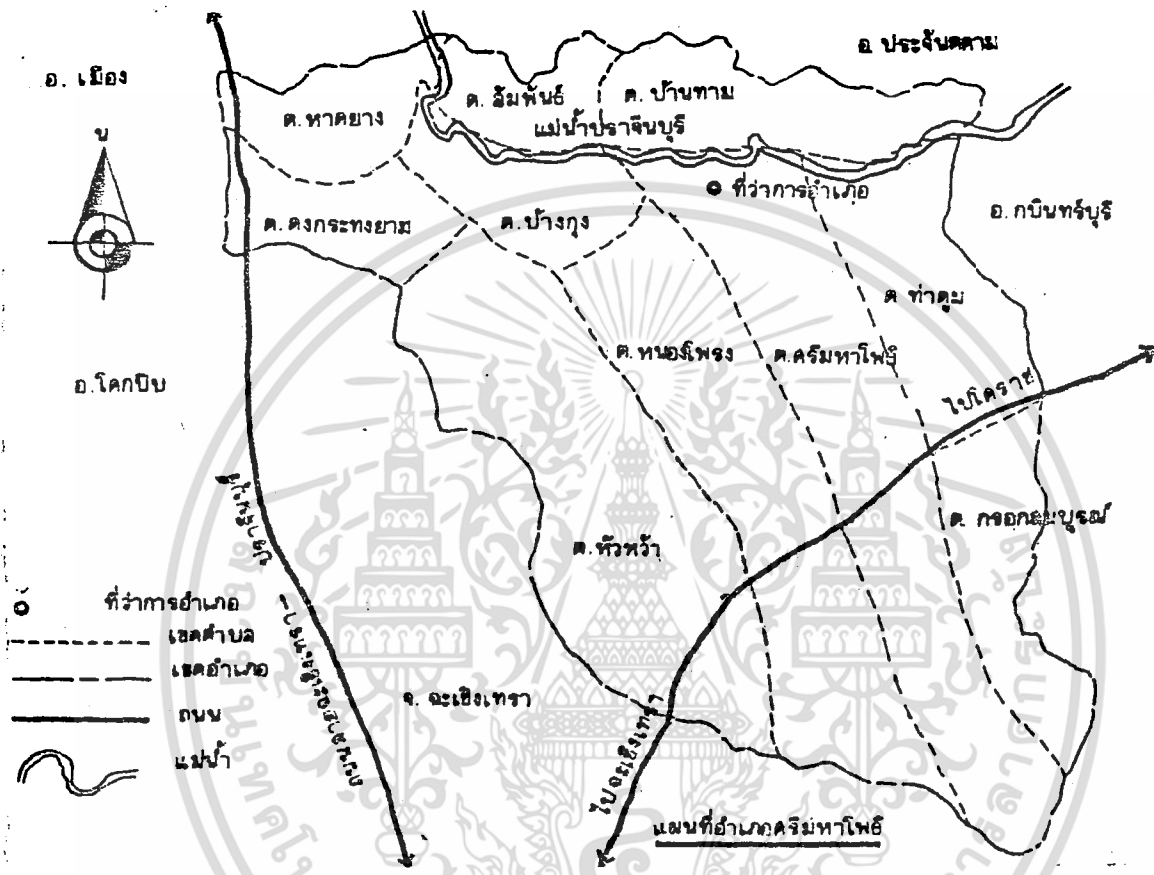 อ. ประจันตคาม
อ. เมือง
ต. สัมพันธ์
ต. บ้านทาม
ต. หาดยาง
แม่น้ำปราจีนบุรี
น
ที่ว่าการอำเภอ
อ. กบินทร์บุรี
ต. ดงกระทงยาม
ต. บางกุ้ง
ต ท่าตูม
ต. หนองโพรง
ต. ศรีมหาโพธิ
อ. โคกปีบ
ไปโคราช
ต. กรอกสมบูรณ์
ต. หัวหว้า
ที่ว่าการอำเภอ
เขตตำบล
เขตอำเภอ
ถนน
แม่น้ำ
จ. ฉะเชิงเทรา
ไปฉะเชิงเทรา
แผนที่อำเภอศรีมหาโพธิ